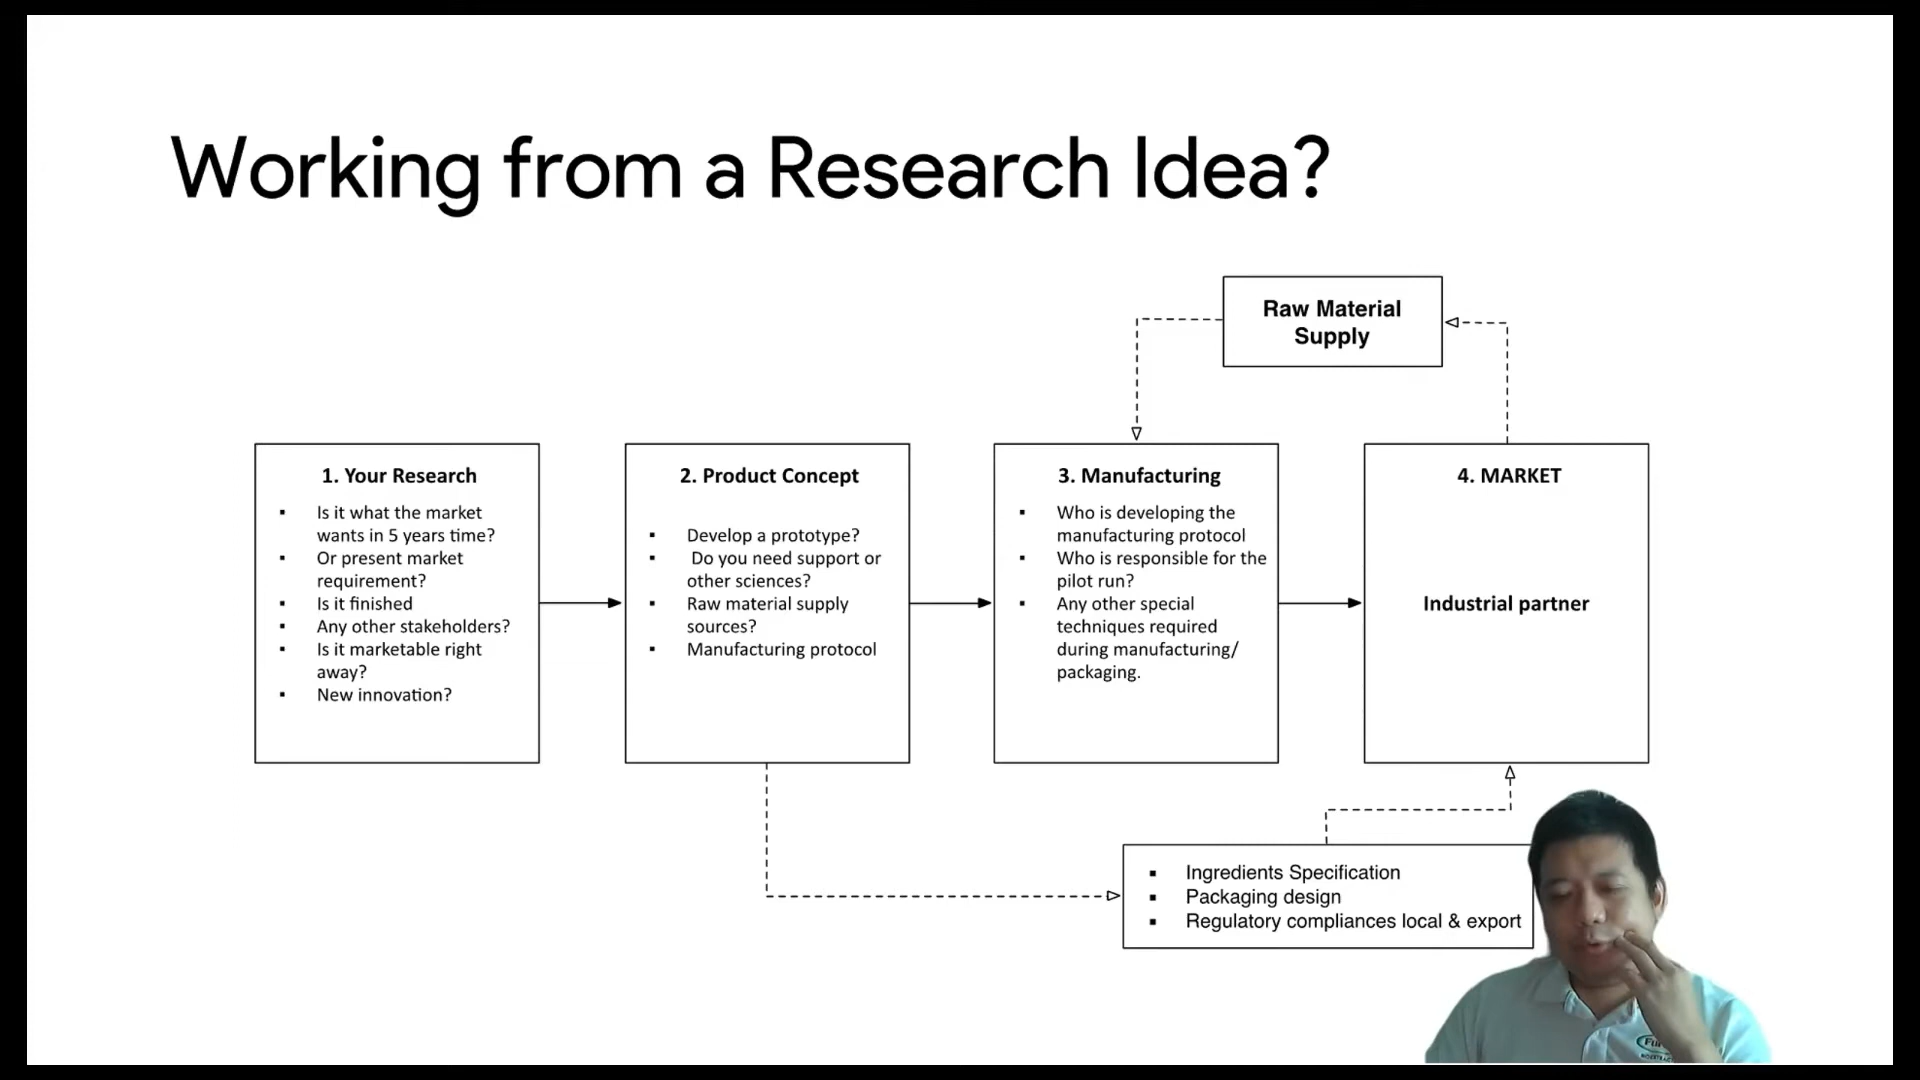 Working from a Research Idea?
Raw Material
Supply
1. Your Research
▪ Is it what the market
wants in 5 years time?
▪ Or present market
requirement?
▪ Is it finished
▪ Any other stakeholders?
▪ Is it marketable right
away?
▪ New innovation?
2. Product Concept
▪ Develop a prototype?
▪ Do you need support or
other sciences?
▪ Raw material supply
sources?
▪ Manufacturing protocol
3. Manufacturing
▪ Who is developing the
manufacturing protocol
▪ Who is responsible for the
pilot run?
▪ Any other special
techniques required
during manufacturing/
packaging.
4. MARKET
Industrial partner
▪ Ingredients Specification
▪ Packaging design
▪ Regulatory compliances local & export